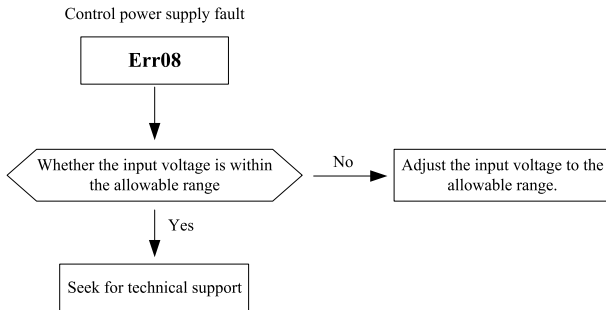 Control power supply fault
Err08
Whether the input voltage is within
the allowable range
No
Adjust the input voltage to the
allowable range.
Yes
Seek for technical support